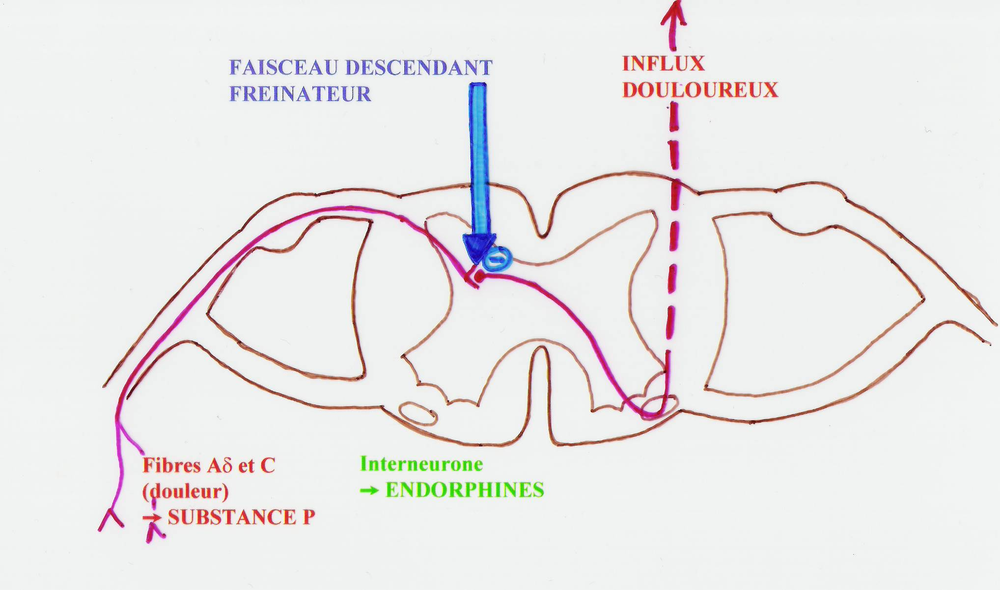 FAISCEAU DESCENDANT
FREINATEUR
INFLUX
DOULOUREUX
Fibres Aδ et C
(douleur)
→ SUBSTANCE P
Interneurone
→ ENDORPHINES